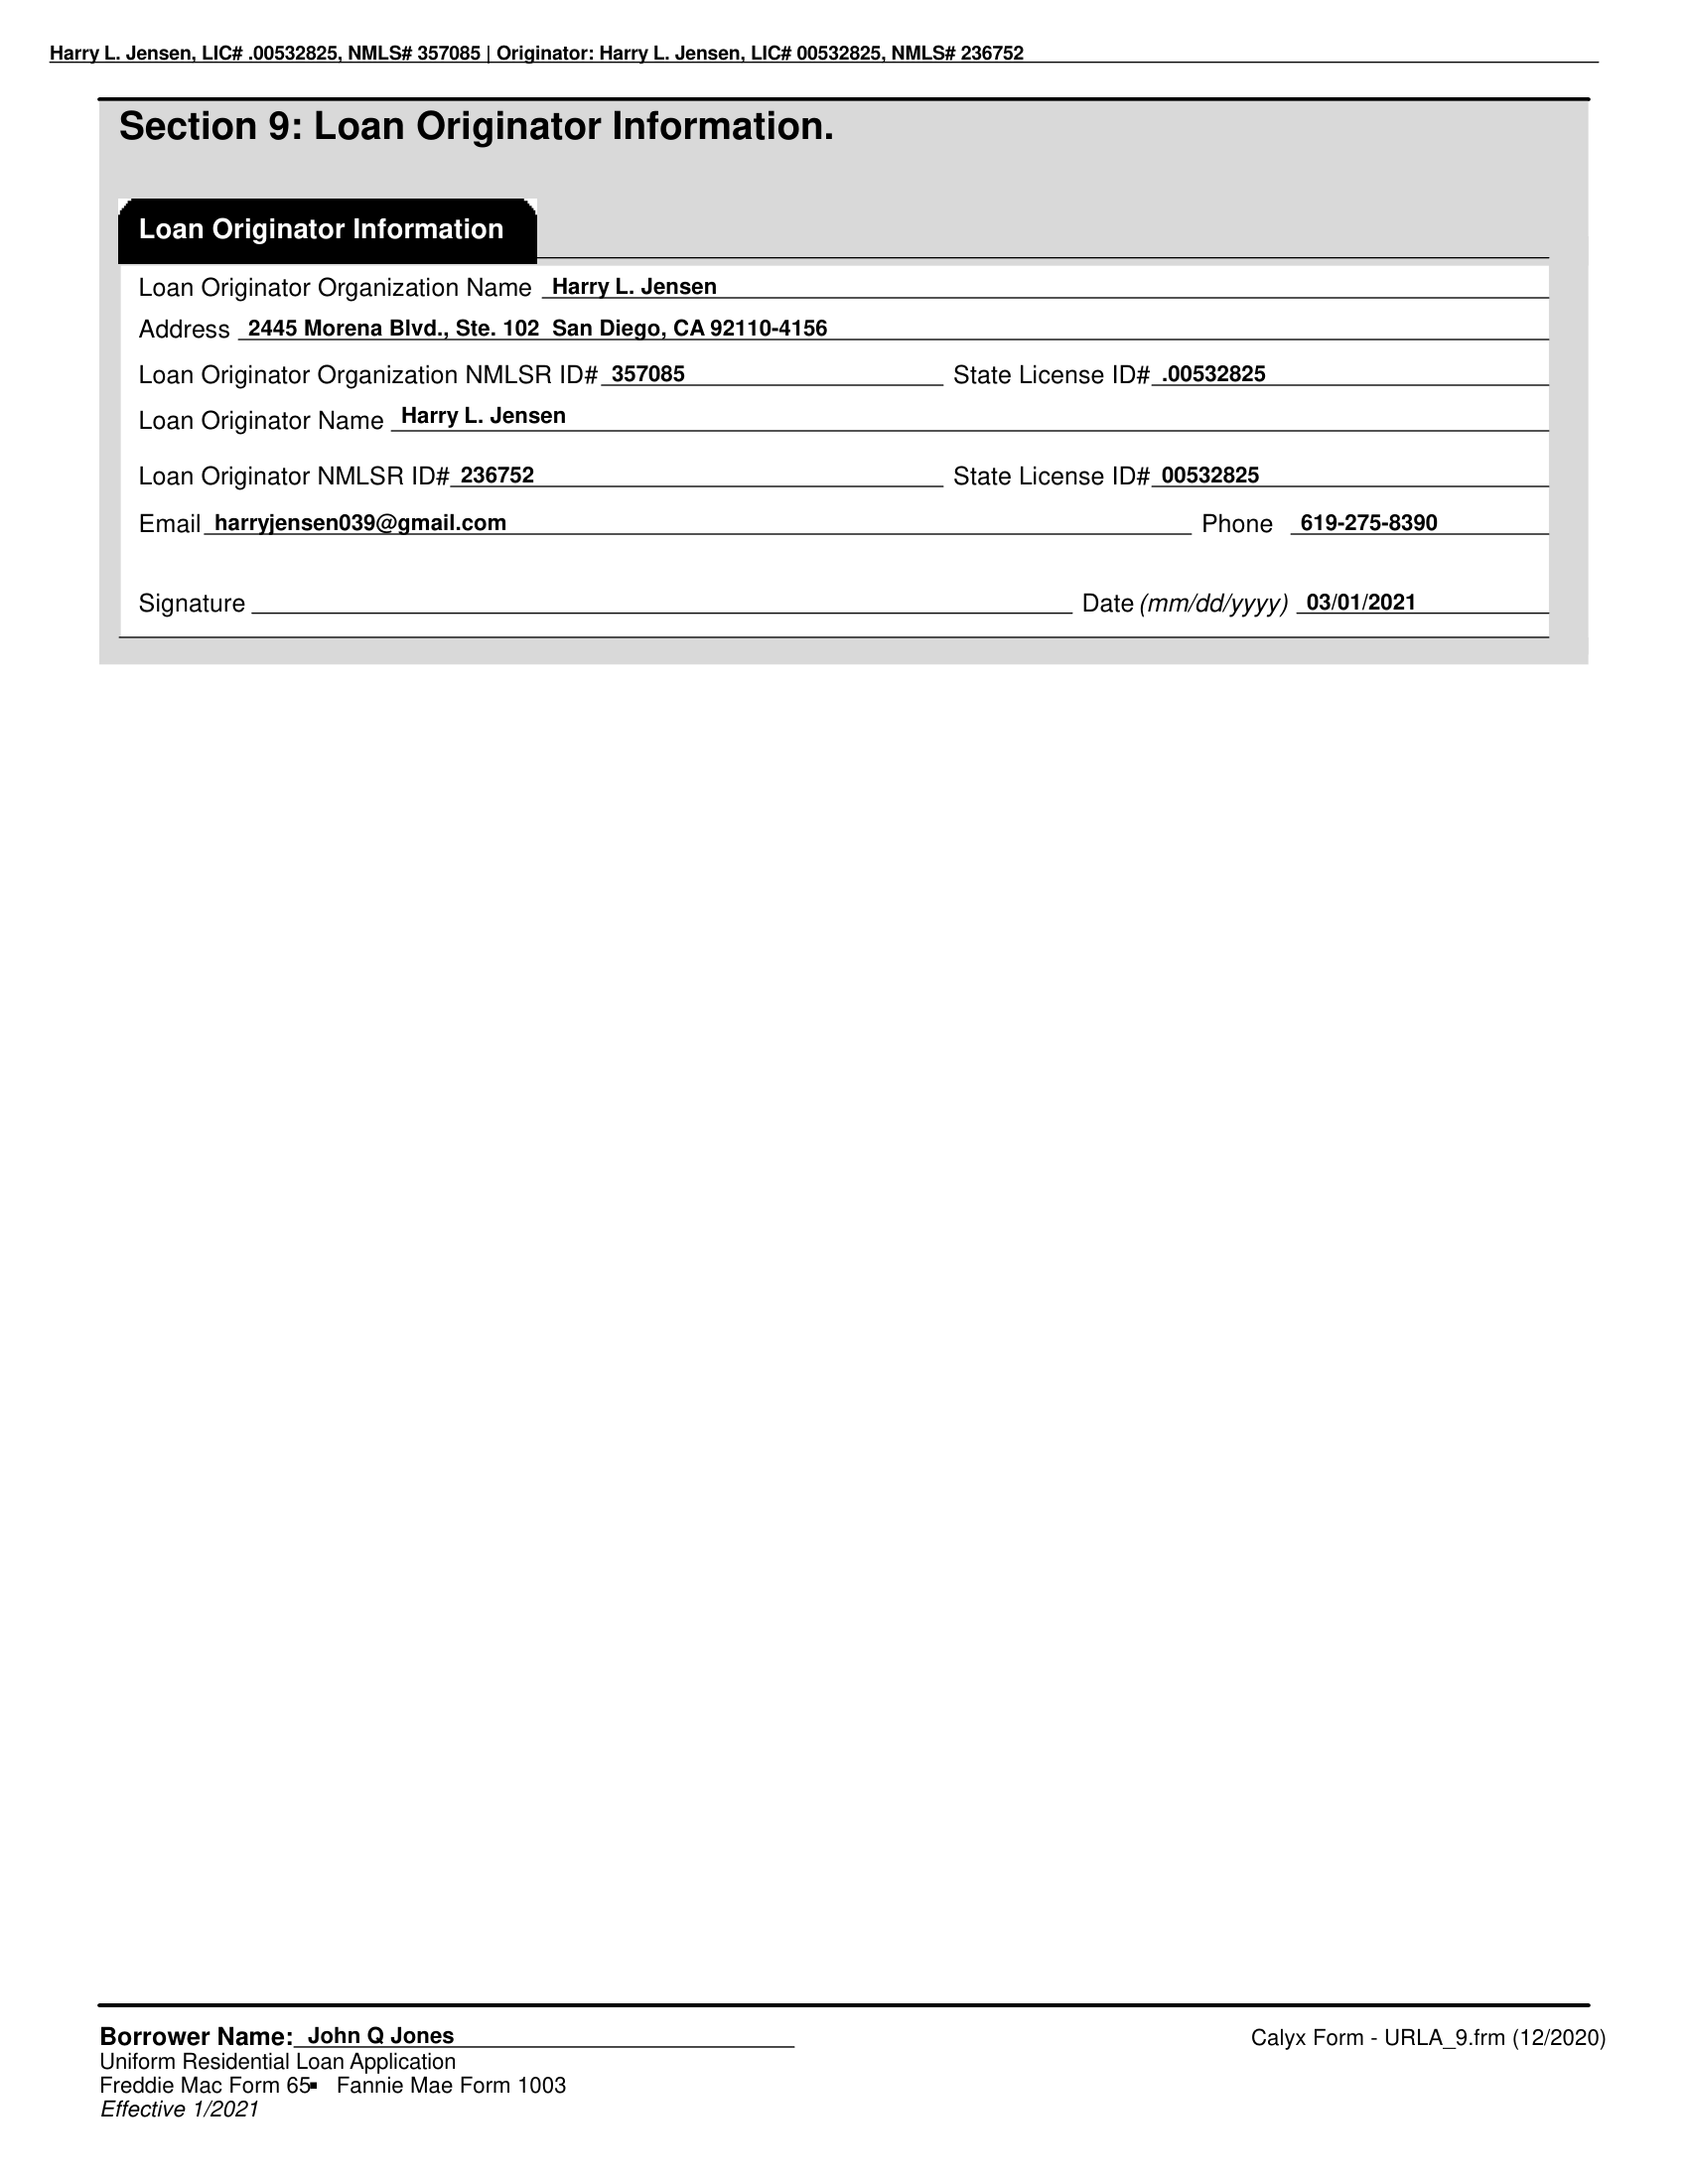 Harry L. Jensen, LIC# .00532825, NMLS# 357085 | Originator: Harry L. Jensen, LIC# 00532825, NMLS# 236752
Section 9: Loan Originator Information.
Loan Originator Information
Loan Originator Organization Name Harry L. Jensen
Address 2445 Morena Blvd., Ste. 102 San Diego, CA 92110-4156
Loan Originator Organization NMLSR ID# 357085 State License ID# .00532825
Loan Originator Name Harry L. Jensen
Loan Originator NMLSR ID# 236752 State License ID# 00532825
Email harryjensen039@gmail.com Phone 619-275-8390
Signature Date (mm/dd/yyyy) 03/01/2021
Borrower Name: John Q Jones Calyx Form - URLA_9.frm (12/2020)
Uniform Residential Loan Application
Freddie Mac Form 65▪ Fannie Mae Form 1003
Effective 1/2021